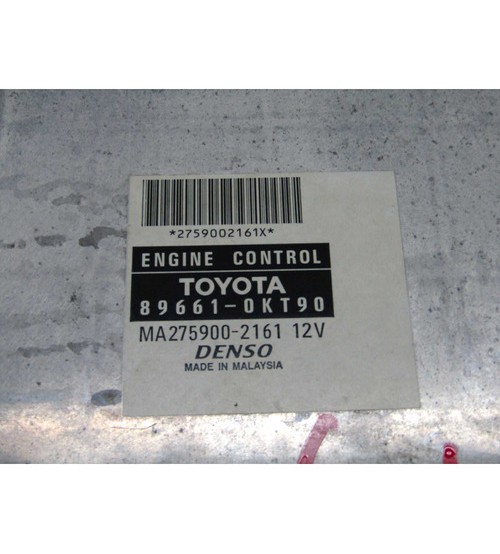 *2759002161X*
ENGINE CONTROL
TOYOTA
89661-0KT90
MA275900-2161 12V
DENSO
MADE IN MALAYSIA